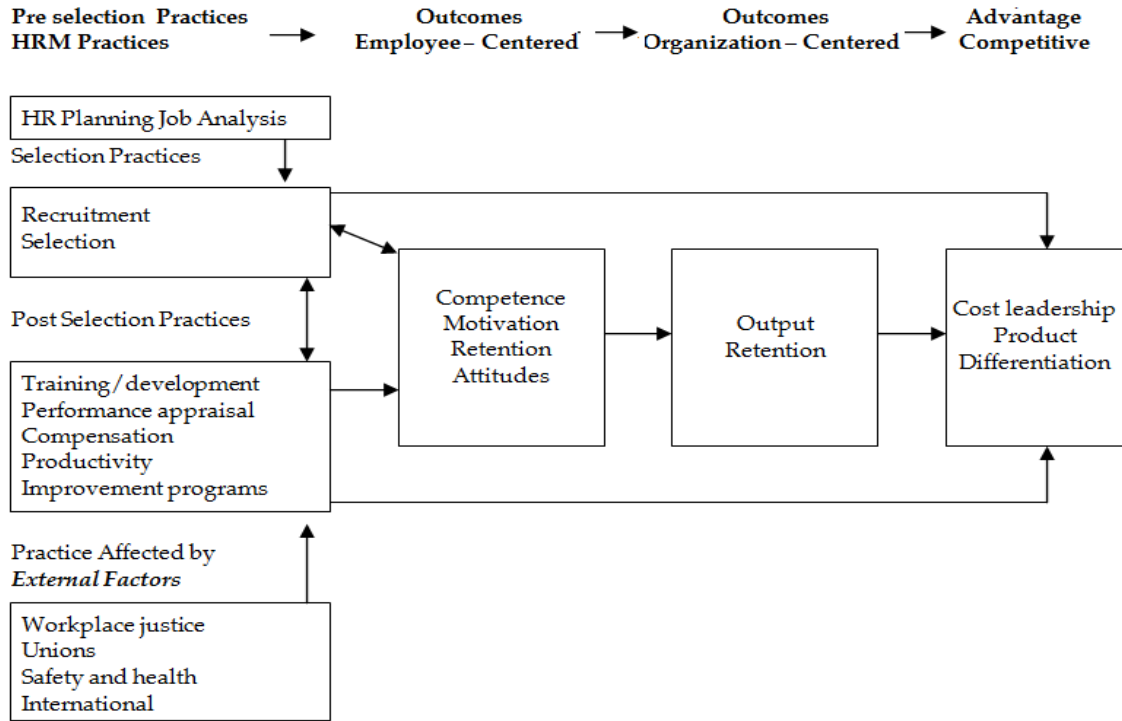 Pre selection Practices
HRM Practices
Outcomes
Employee – Centered
Outcomes
Organization – Centered
Advantage
Competitive
HR Planning Job Analysis
Selection Practices
Recruitment
Selection
Post Selection Practices
Training/development
Performance appraisal
Compensation
Productivity
Improvement programs
Competence
Motivation
Retention
Attitudes
Output
Retention
Cost leadership
Product
Differentiation
Practice Affected by
External Factors
Workplace justice
Unions
Safety and health
International